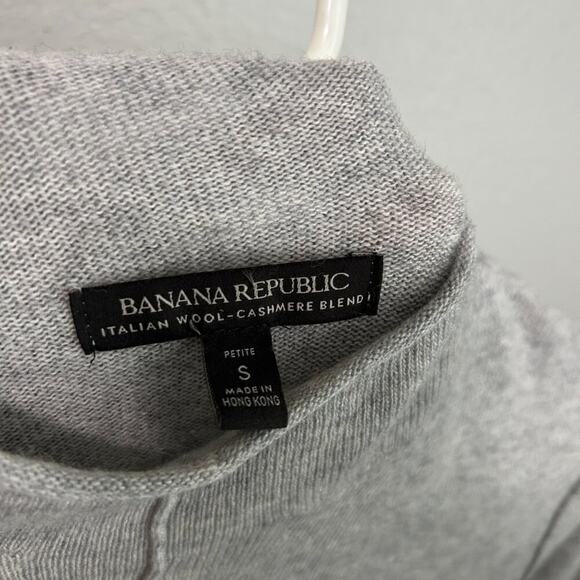 BANANA REPUBLIC
ITALIAN WOOL-CASHMERE BLEND
PETITE
S
MADE IN
HONG KONG